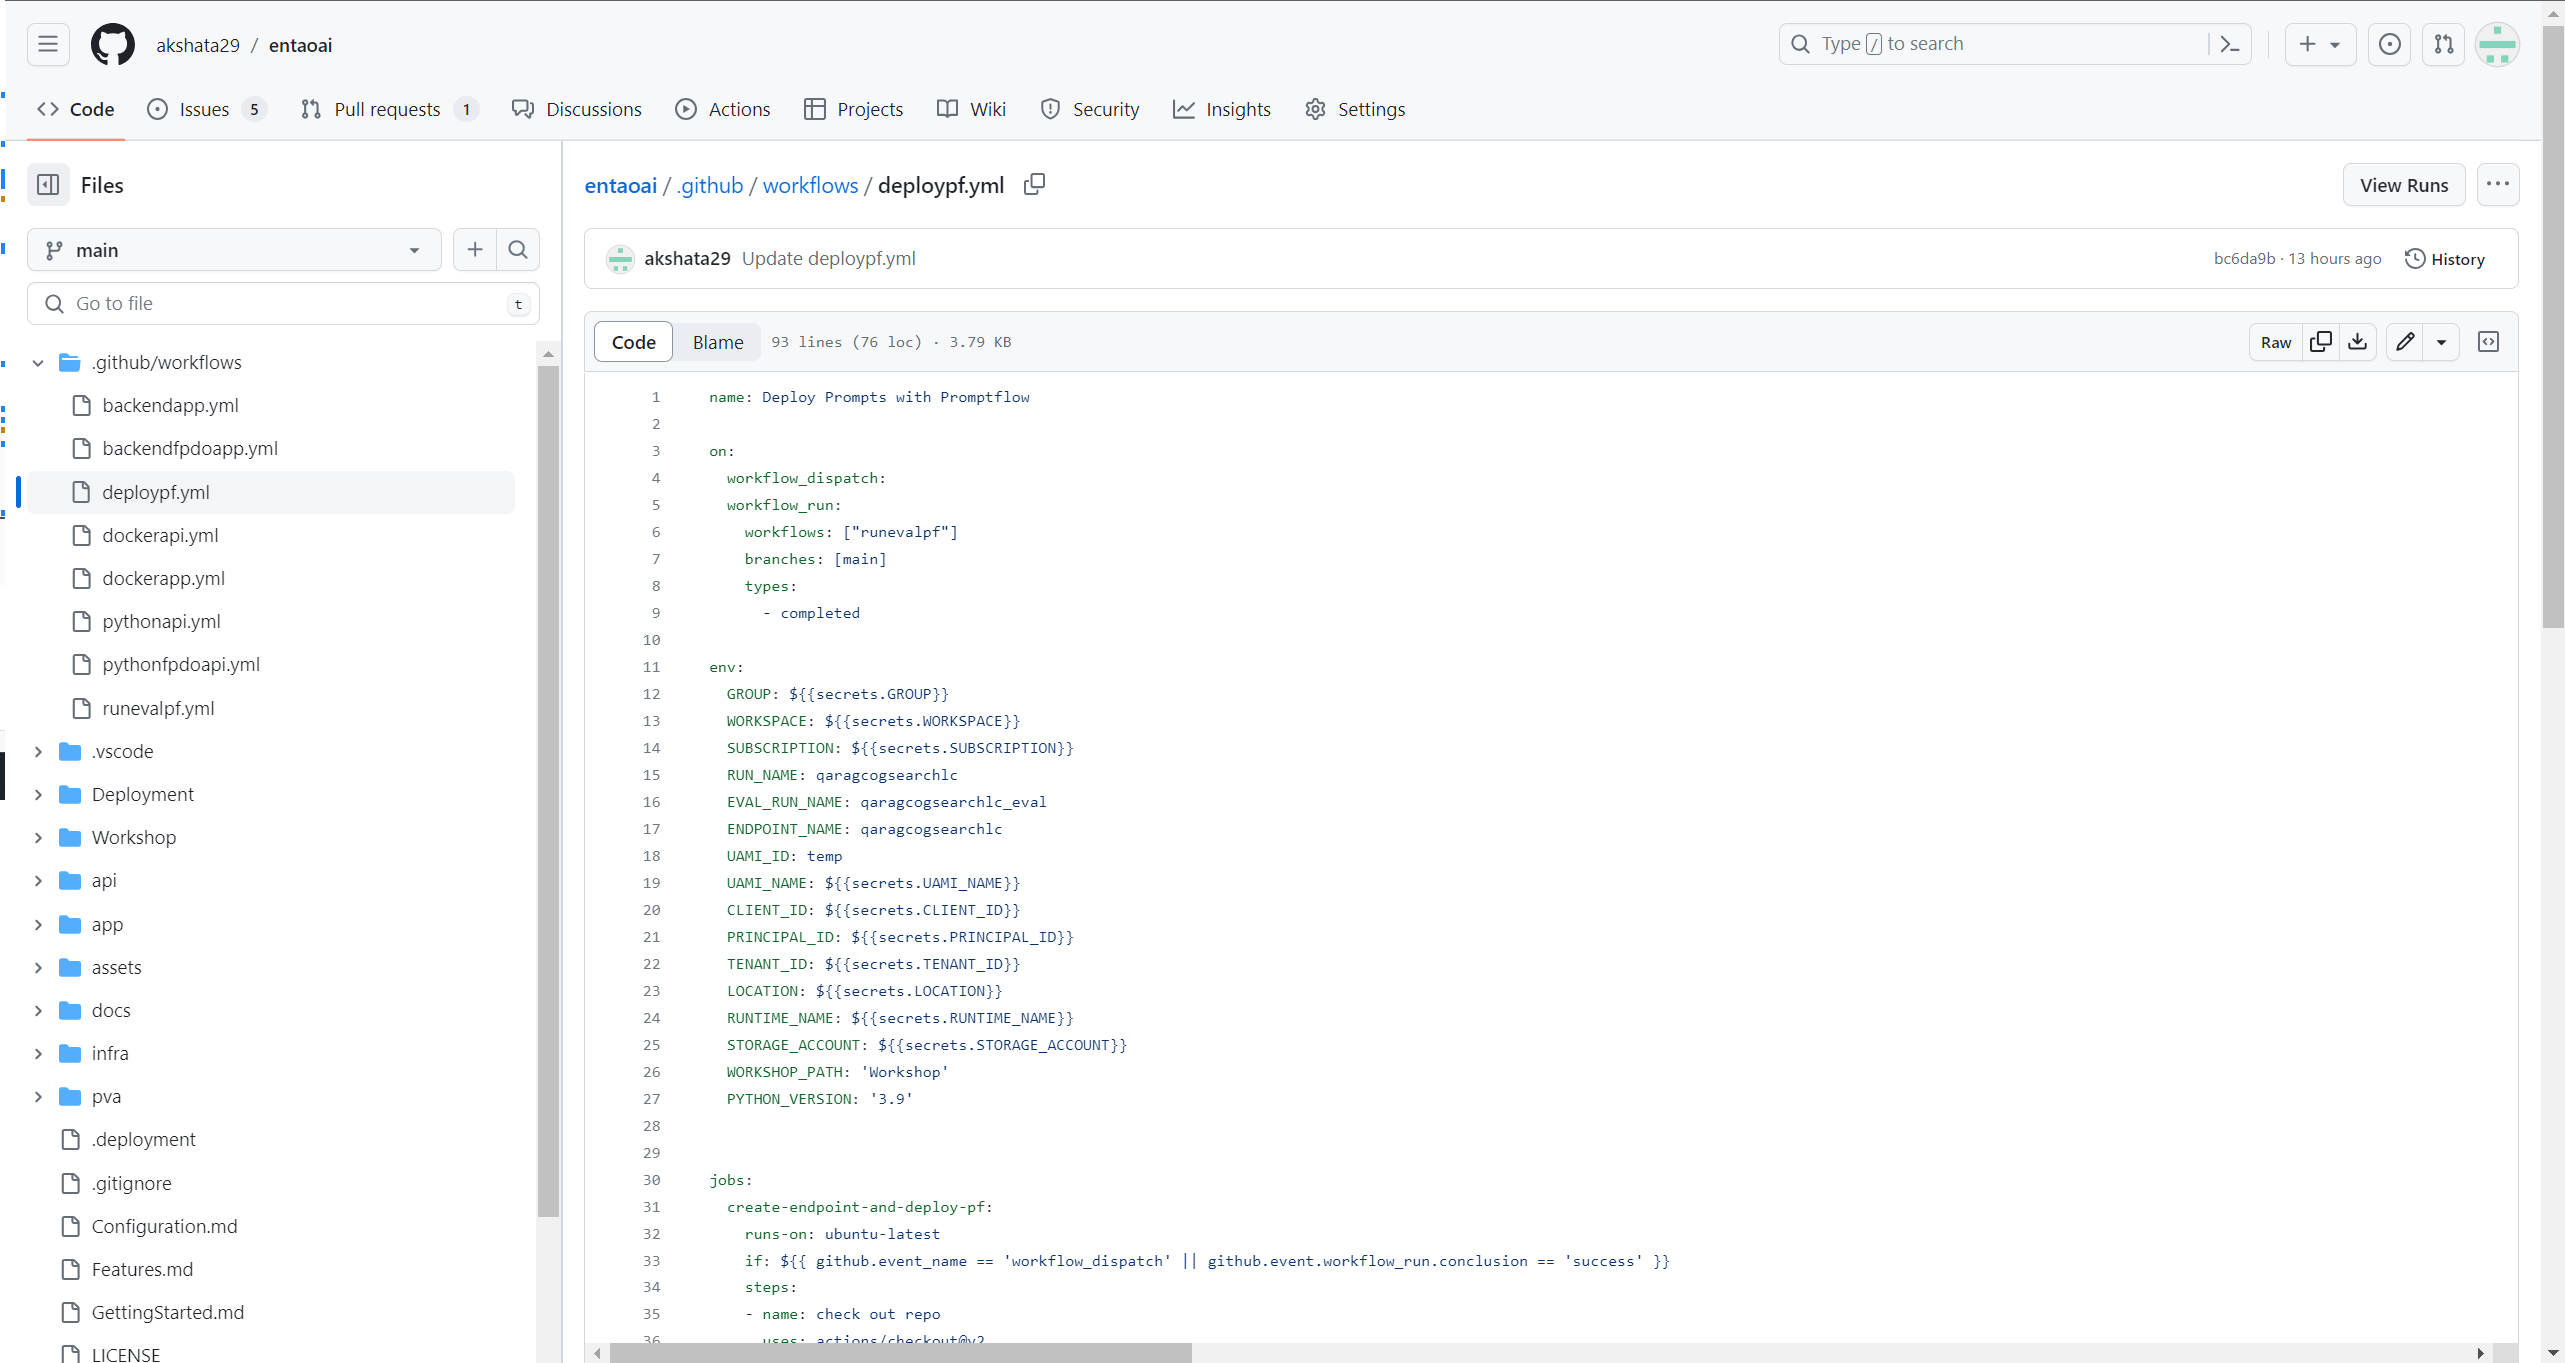 akshata29 / entaoai
Type / to search
Code Issues 5 Pull requests 1 Discussions Actions Projects Wiki Security Insights Settings
Files
main
Go to file t
.github/workflows
backendapp.yml
backendfpdoapp.yml
deploypf.yml
dockerapi.yml
dockerapp.yml
pythonapi.yml
pythonfpdoapi.yml
runevalpf.yml
.vscode
Deployment
Workshop
api
app
assets
docs
infra
pva
.deployment
.gitignore
Configuration.md
Features.md
GettingStarted.md
LICENSE
entaoai / .github / workflows / deploypf.yml
View Runs
akshata29 Update deploypf.yml
bc6da9b · 13 hours ago History
Code Blame 93 lines (76 loc) · 3.79 KB
Raw
1 name: Deploy Prompts with Promptflow
2
3 on:
4 workflow_dispatch:
5 workflow_run:
6 workflows: ["runevalpf"]
7 branches: [main]
8 types:
9 - completed
10
11 env:
12 GROUP: ${{secrets.GROUP}}
13 WORKSPACE: ${{secrets.WORKSPACE}}
14 SUBSCRIPTION: ${{secrets.SUBSCRIPTION}}
15 RUN_NAME: qaragcogsearchlc
16 EVAL_RUN_NAME: qaragcogsearchlc_eval
17 ENDPOINT_NAME: qaragcogsearchlc
18 UAMI_ID: temp
19 UAMI_NAME: ${{secrets.UAMI_NAME}}
20 CLIENT_ID: ${{secrets.CLIENT_ID}}
21 PRINCIPAL_ID: ${{secrets.PRINCIPAL_ID}}
22 TENANT_ID: ${{secrets.TENANT_ID}}
23 LOCATION: ${{secrets.LOCATION}}
24 RUNTIME_NAME: ${{secrets.RUNTIME_NAME}}
25 STORAGE_ACCOUNT: ${{secrets.STORAGE_ACCOUNT}}
26 WORKSHOP_PATH: 'Workshop'
27 PYTHON_VERSION: '3.9'
28
29
30 jobs:
31 create-endpoint-and-deploy-pf:
32 runs-on: ubuntu-latest
33 if: ${{ github.event_name == 'workflow_dispatch' || github.event.workflow_run.conclusion == 'success' }}
34 steps:
35 - name: check out repo
36 uses: actions/checkout@v2